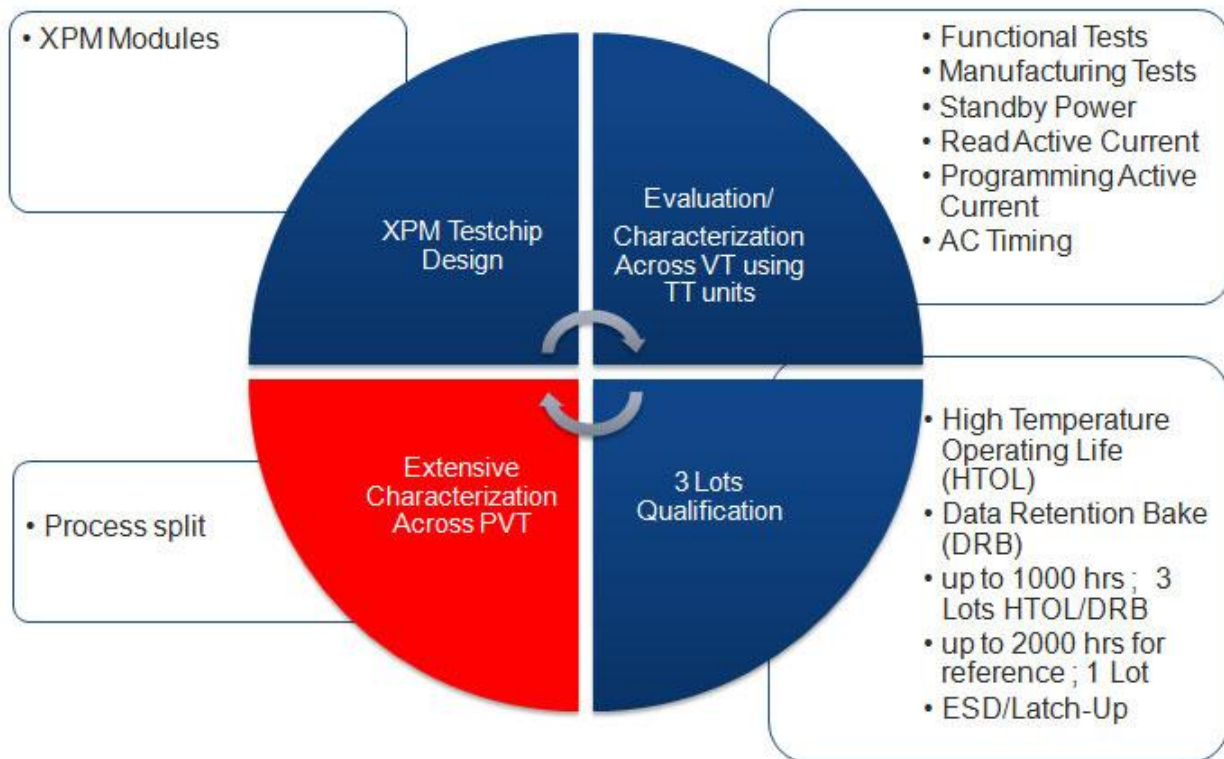 • XPM Modules
XPM Testchip
Design
Evaluation/
Characterization
Across VT using
TT units
• Functional Tests
• Manufacturing Tests
• Standby Power
• Read Active Current
• Programming Active
Current
• AC Timing
• Process split
Extensive
Characterization
Across PVT
3 Lots
Qualification
• High Temperature
Operating Life
(HTOL)
• Data Retention Bake
(DRB)
• up to 1000 hrs ; 3
Lots HTOL/DRB
• up to 2000 hrs for
reference ; 1 Lot
• ESD/Latch-Up